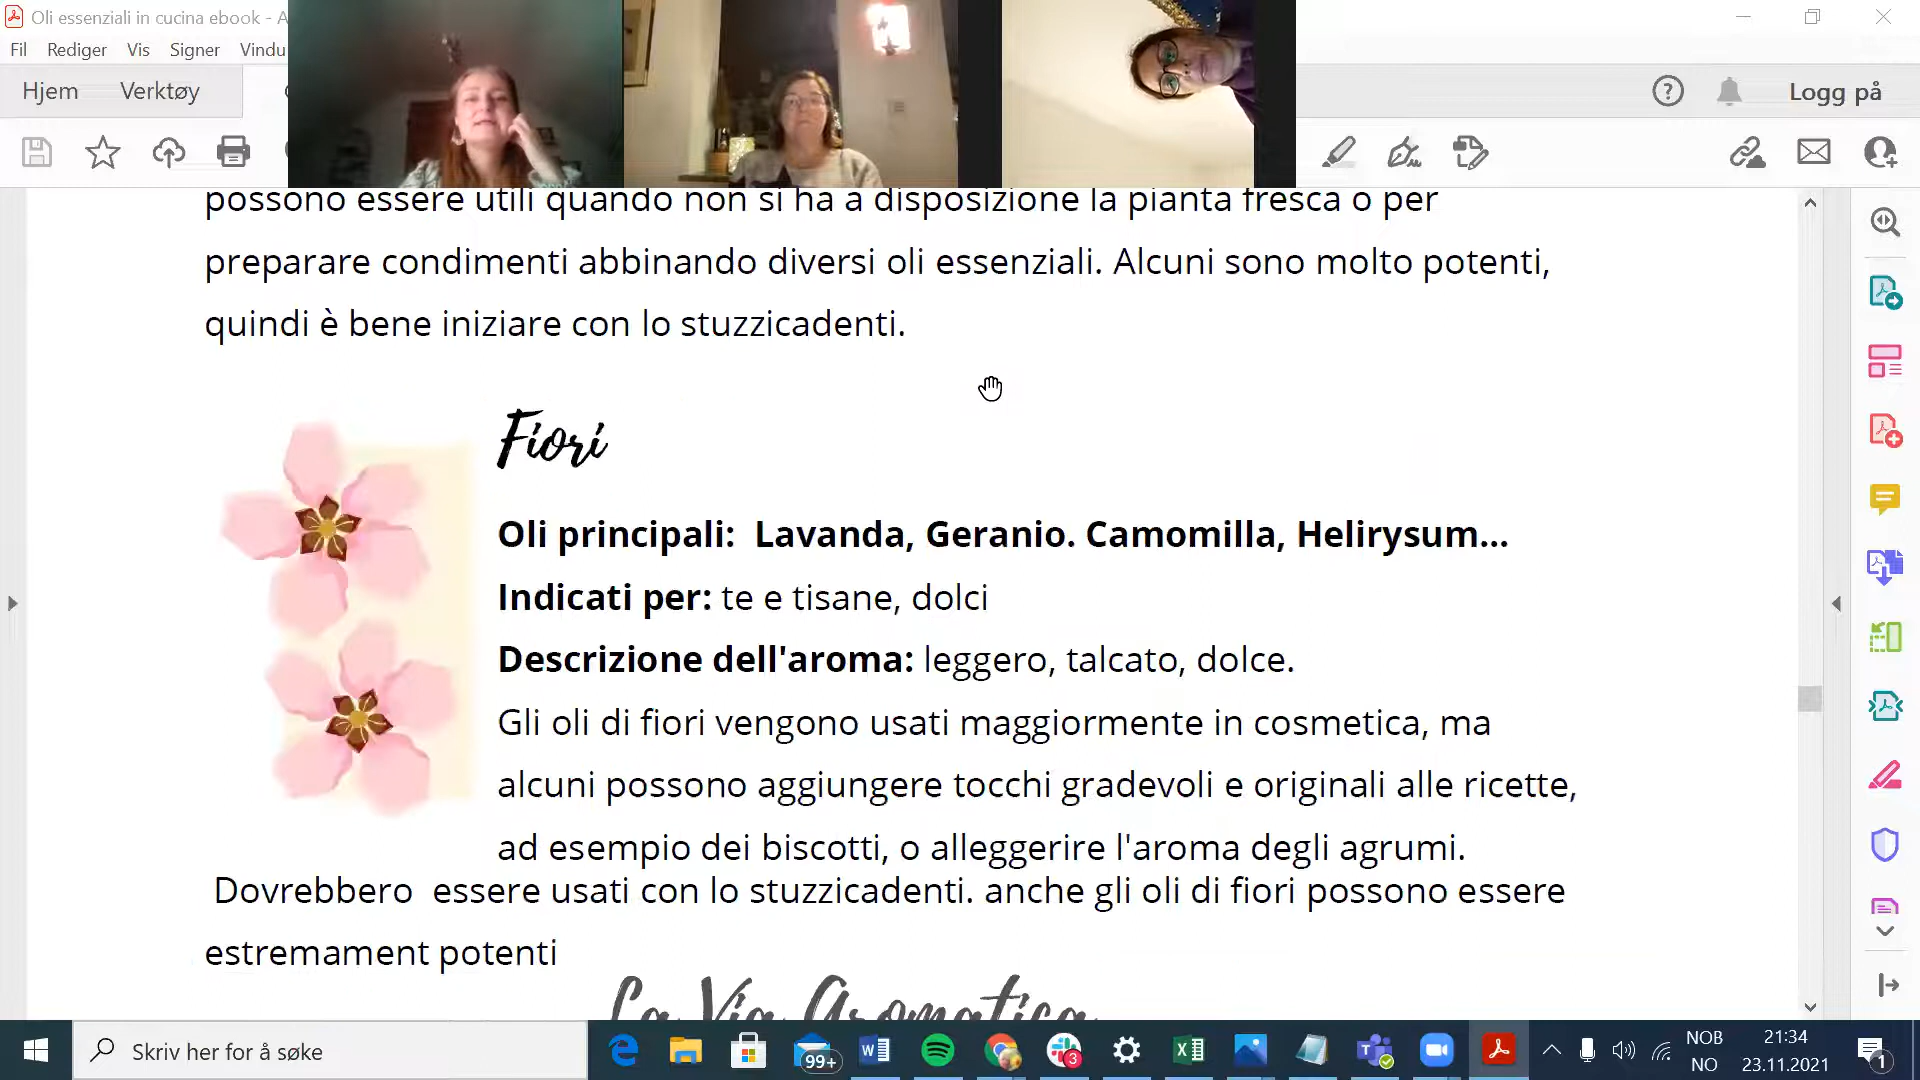 Oli essenziali in cucina ebook - A
Fil Rediger Vis Signer Vindu
Hjem Verktøy
Logg på
possono essere utili quando non si ha a disposizione la pianta fresca o per
preparare condimenti abbinando diversi oli essenziali. Alcuni sono molto potenti,
quindi è bene iniziare con lo stuzzicadenti.
Fiori
Oli principali: Lavanda, Geranio. Camomilla, Helirysum...
Indicati per: te e tisane, dolci
Descrizione dell'aroma: leggero, talcato, dolce.
Gli oli di fiori vengono usati maggiormente in cosmetica, ma
alcuni possono aggiungere tocchi gradevoli e originali alle ricette,
ad esempio dei biscotti, o alleggerire l'aroma degli agrumi.
Dovrebbero essere usati con lo stuzzicadenti. anche gli oli di fiori possono essere
estremament potenti
La Via Aromatica
Skriv her for å søke
99+
3
NOB
NO
21:34
23.11.2021
1